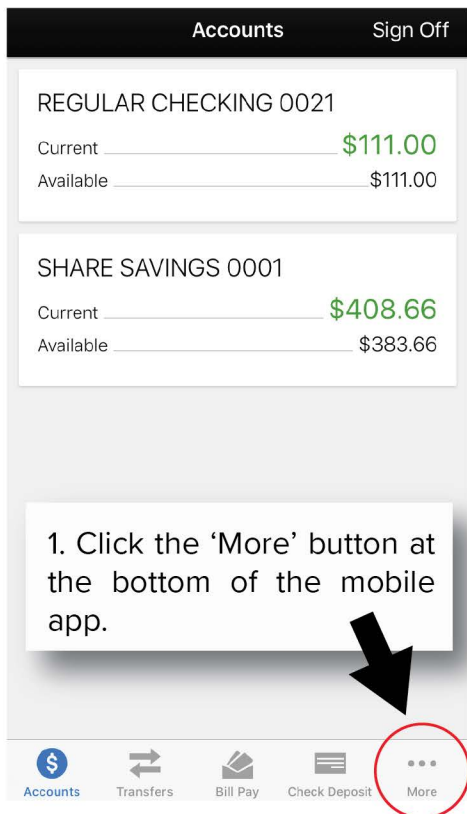 Accounts Sign Off
REGULAR CHECKING 0021
Current $111.00
Available $111.00
SHARE SAVINGS 0001
Current $408.66
Available $383.66
1. Click the ‘More’ button at
the bottom of the mobile
app.
$
Accounts Transfers Bill Pay Check Deposit More